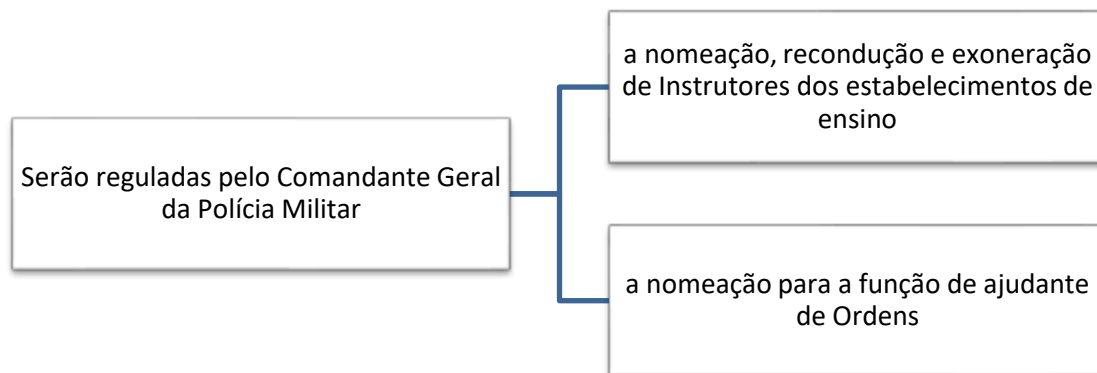 Serão reguladas pelo Comandante Geral
da Polícia Militar
a nomeação, recondução e exoneração
de Instrutores dos estabelecimentos de
ensino
a nomeação para a função de ajudante
de Ordens